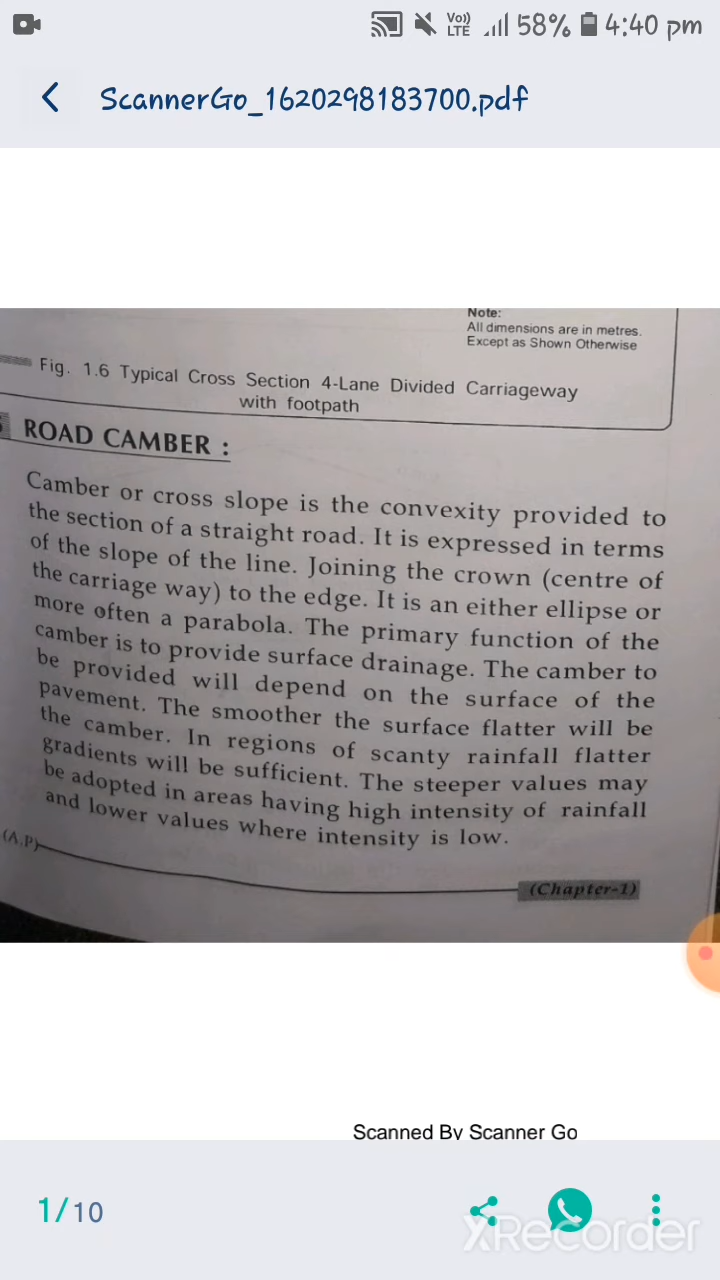 Vo))
LTE
58%
4:40 pm
ScannerGo_1620298183700.pdf
Note:
All dimensions are in metres.
Except as Shown Otherwise
Fig. 1.6 Typical Cross Section 4-Lane Divided Carriageway
with footpath
ROAD CAMBER :
Camber or cross slope is the convexity provided to
the section of a straight road. It is expressed in terms
of the slope of the line. Joining the crown (centre of
the carriage way) to the edge. It is an either ellipse or
more often a parabola. The primary function of the
camber is to provide surface drainage. The camber to
be provided will depend on the surface of the
pavement. The smoother the surface flatter will be
the camber. In regions of scanty rainfall flatter
gradients will be sufficient. The steeper values may
be adopted in areas having high intensity of rainfall
and lower values where intensity is low.
(A.P)
(Chapter-1)
Scanned By Scanner Go
1/10
XRecorder